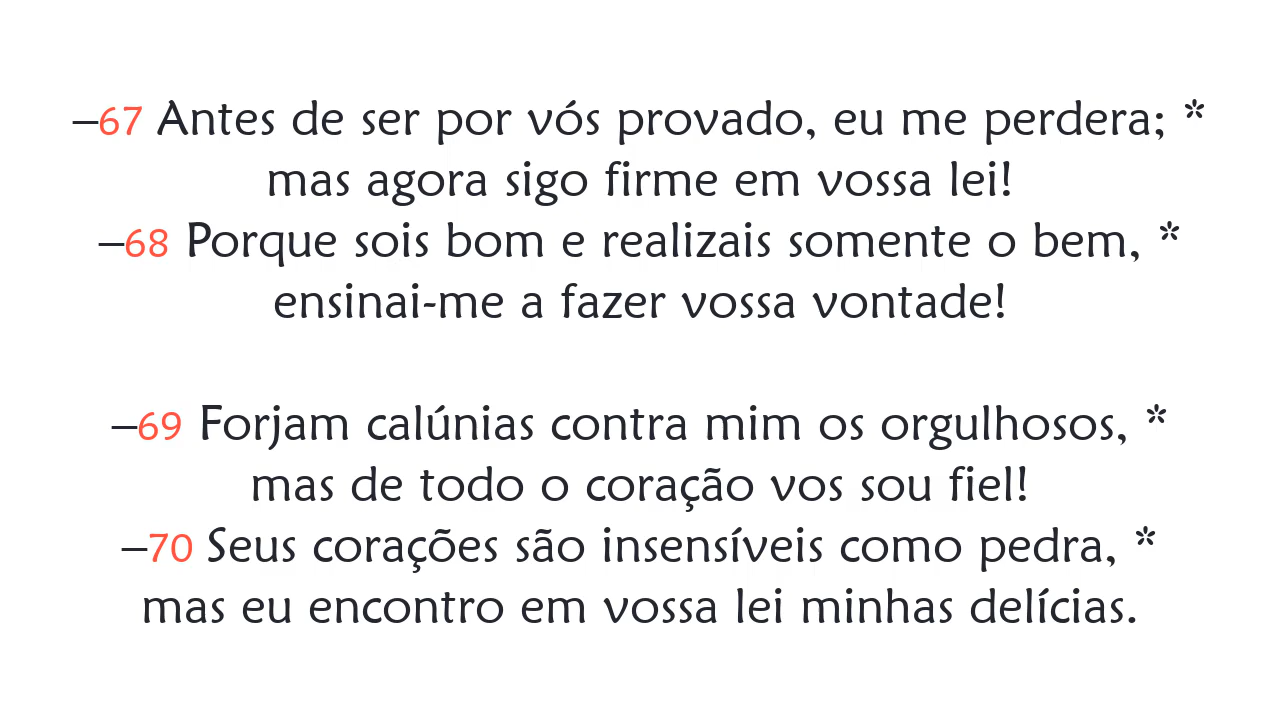 –67 Antes de ser por vós provado, eu me perdera; *
mas agora sigo firme em vossa lei!
–68 Porque sois bom e realizais somente o bem, *
ensinai-me a fazer vossa vontade!
–69 Forjam calúnias contra mim os orgulhosos, *
mas de todo o coração vos sou fiel!
–70 Seus corações são insensíveis como pedra, *
mas eu encontro em vossa lei minhas delícias.